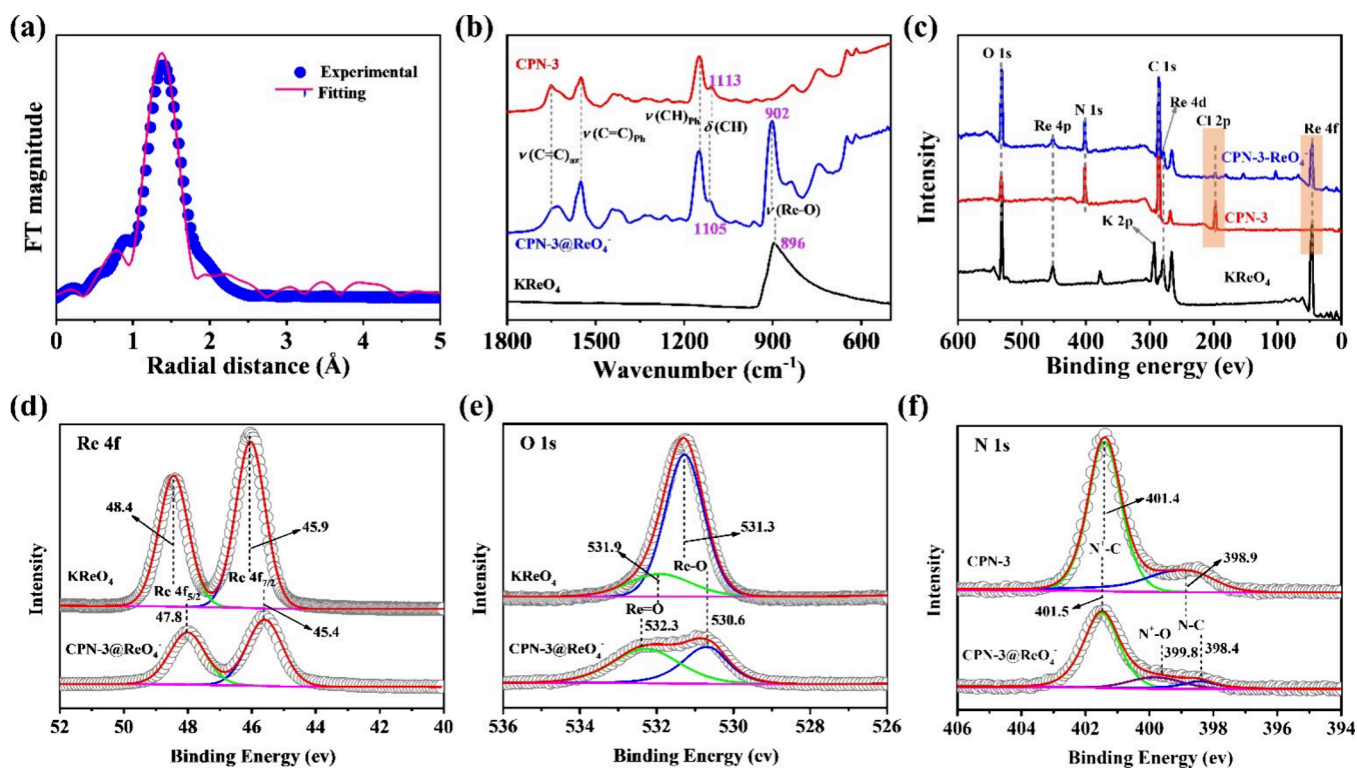 (a)
Experimental
Fitting
FT magnitude
0 1 2 3 4 5
Radial distance (Å)
(b)
CPN-3
1113
ν(CH)Ph
δ(CH)
902
ν(C=C)Ph
ν(C=C)ar
ν(Re-O)
1105
CPN-3@ReO4-
896
KReO4
1800 1500 1200 900 600
Wavenumber (cm-1)
(c)
O 1s
C 1s
Re 4d
Re 4p
N 1s
Cl 2p
Re 4f
CPN-3-ReO4-
CPN-3
K 2p
KReO4
Intensity
600 500 400 300 200 100 0
Binding energy (ev)
(d)
Re 4f
48.4
45.9
KReO4
Re 4f5/2
Re 4f7/2
47.8
45.4
CPN-3@ReO4-
Intensity
52 50 48 46 44 42 40
Binding Energy (ev)
(e)
O 1s
531.9
531.3
Re-O
KReO4
Re=O
532.3
530.6
CPN-3@ReO4-
Intensity
536 534 532 530 528 526
Binding Energy (ev)
(f)
N 1s
401.4
N+-C
398.9
CPN-3
401.5
N+-O
N-C
399.8
398.4
CPN-3@ReO4-
Intensity
406 404 402 400 398 396 394
Binding Energy (ev)